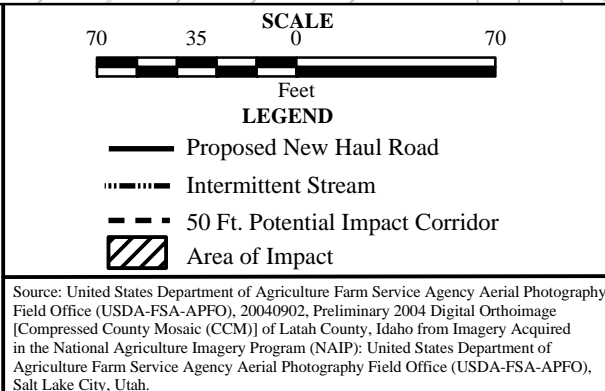 SCALE
70 35 0 70
Feet
LEGEND
Proposed New Haul Road
Intermittent Stream
50 Ft. Potential Impact Corridor
Area of Impact
Source: United States Department of Agriculture Farm Service Agency Aerial Photography
Field Office (USDA-FSA-APFO), 20040902, Preliminary 2004 Digital Orthoimage
[Compressed County Mosaic (CCM)] of Latah County, Idaho from Imagery Acquired
in the National Agriculture Imagery Program (NAIP): United States Department of
Agriculture Farm Service Agency Aerial Photography Field Office (USDA-FSA-APFO),
Salt Lake City, Utah.